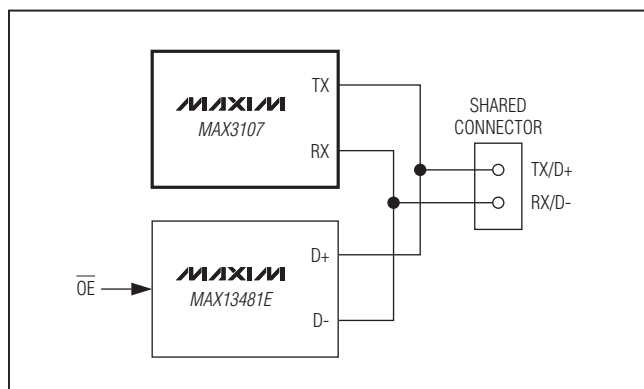 MAXIM
MAX3107
TX
RX
SHARED
CONNECTOR
TX/D+
RX/D-
OE
MAXIM
MAX13481E
D+
D-